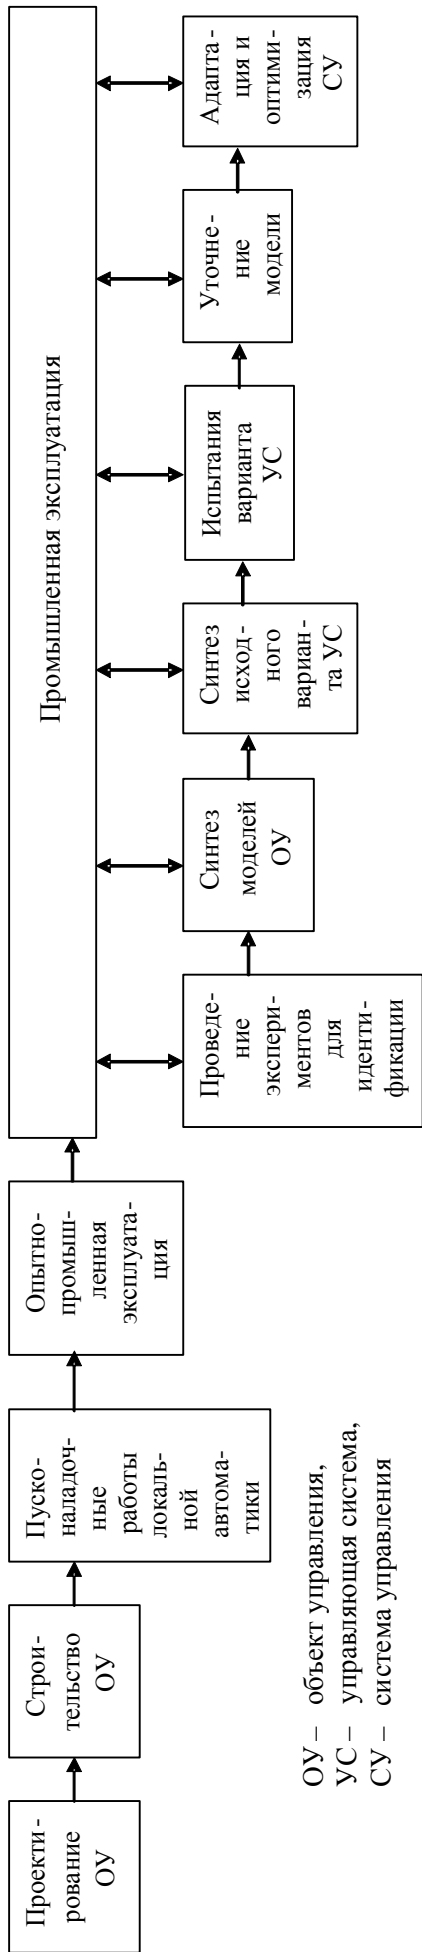 Проекти-
рование
ОУ
Строи-
тельство
ОУ
Пуско-
наладоч-
ные
работы
локаль-
ной
автома-
тики
Опытно-
промыш-
ленная
эксплуата-
ция
Промышленная эксплуатация
Проведе-
ние
экспери-
ментов
для
иденти-
фикации
Синтез
моделей
ОУ
Синтез
исход-
ного
вариан-
та УС
Испытания
варианта
УС
Уточне-
ние
модели
Адапта-
ция и
оптими-
зация
СУ
ОУ – объект управления,
УС – управляющая система,
СУ – система управления